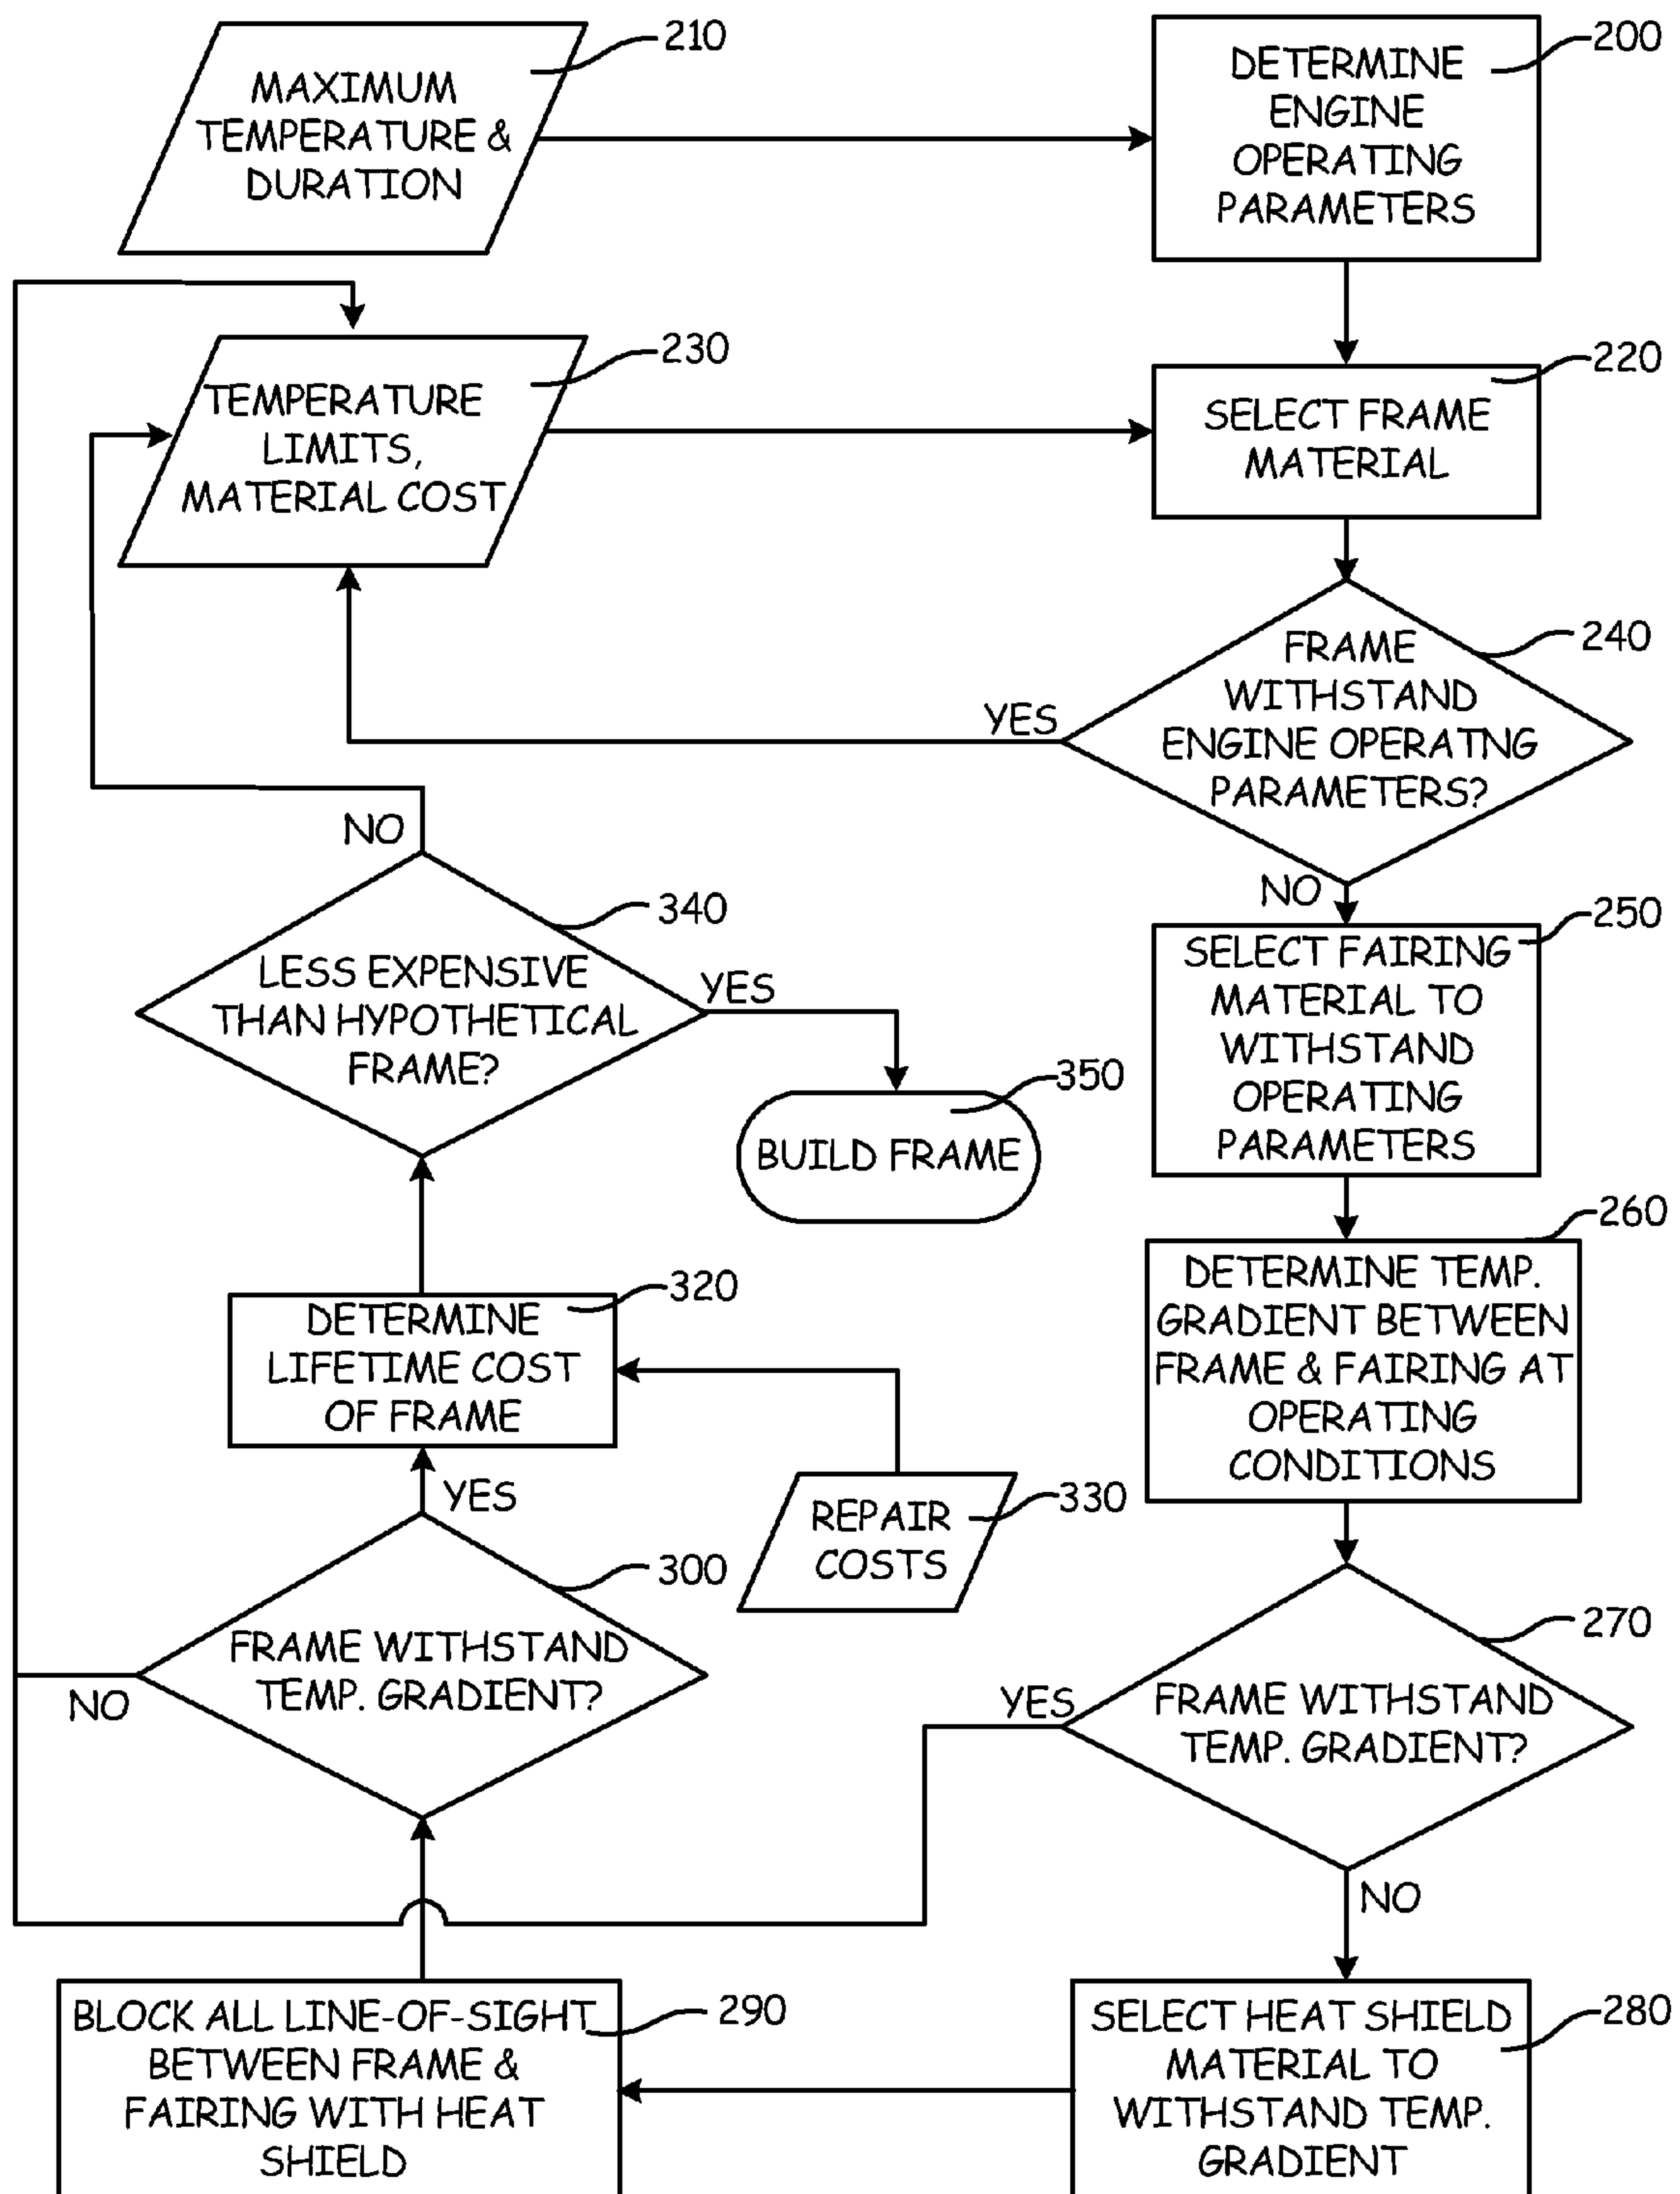 210
MAXIMUM
TEMPERATURE &
DURATION
200
DETERMINE
ENGINE
OPERATING
PARAMETERS
230
TEMPERATURE
LIMITS,
MATERIAL COST
220
SELECT FRAME
MATERIAL
240
FRAME
WITHSTAND
ENGINE OPERATNG
PARAMETERS?
YES
NO
NO
340
LESS EXPENSIVE
THAN HYPOTHETICAL
FRAME?
YES
350
BUILD FRAME
250
SELECT FAIRING
MATERIAL TO
WITHSTAND
OPERATING
PARAMETERS
260
DETERMINE TEMP.
GRADIENT BETWEEN
FRAME & FAIRING AT
OPERATING
CONDITIONS
320
DETERMINE
LIFETIME COST
OF FRAME
330
REPAIR
COSTS
YES
300
FRAME WITHSTAND
TEMP. GRADIENT?
NO
270
FRAME WITHSTAND
TEMP. GRADIENT?
YES
NO
290
BLOCK ALL LINE-OF-SIGHT
BETWEEN FRAME &
FAIRING WITH HEAT
SHIELD
280
SELECT HEAT SHIELD
MATERIAL TO
WITHSTAND TEMP.
GRADIENT